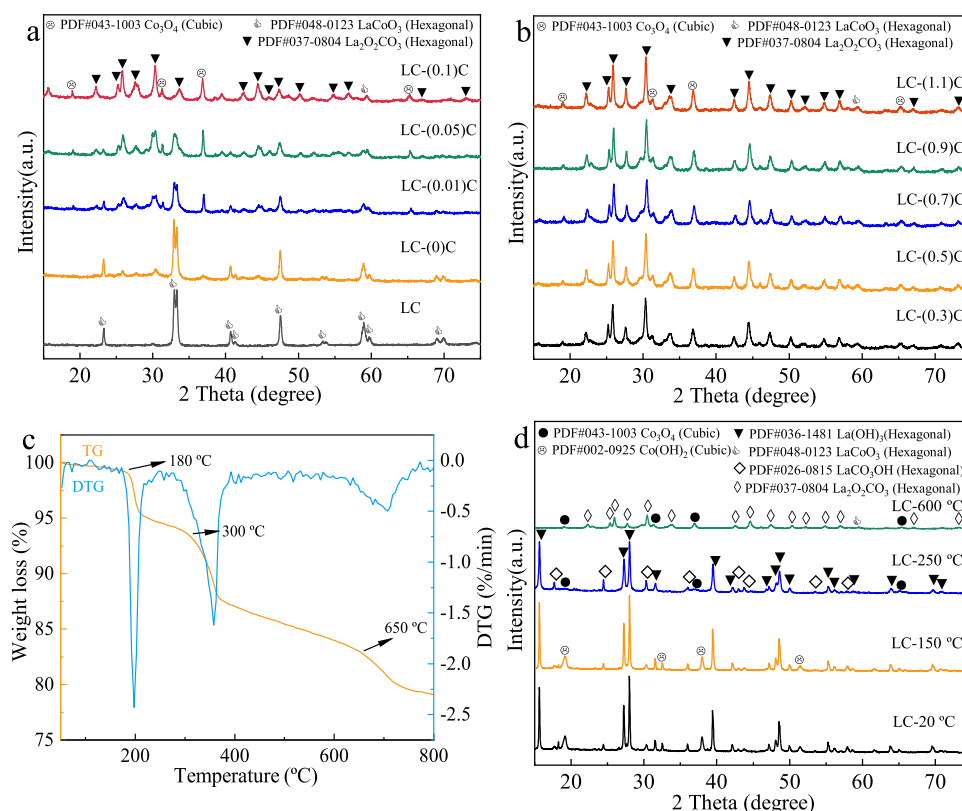 a
PDF#043-1003 Co₃O₄ (Cubic)
PDF#048-0123 LaCoO₃ (Hexagonal)
PDF#037-0804 La₂O₂CO₃ (Hexagonal)
LC-(0.1)C
LC-(0.05)C
LC-(0.01)C
LC-(0)C
LC
Intensity(a.u.)
20 30 40 50 60 70
2 Theta (degree)
b
PDF#043-1003 Co₃O₄ (Cubic)
PDF#048-0123 LaCoO₃ (Hexagonal)
PDF#037-0804 La₂O₂CO₃ (Hexagonal)
LC-(1.1)C
LC-(0.9)C
LC-(0.7)C
LC-(0.5)C
LC-(0.3)C
Intensity(a.u.)
20 30 40 50 60 70
2 Theta (degree)
c
TG
DTG
180 ºC
300 ºC
650 ºC
Weight loss (%)
100
95
90
85
80
75
DTG (%/min)
0.0
-0.5
-1.0
-1.5
-2.0
-2.5
200 400 600 800
Temperature (ºC)
d
PDF#043-1003 Co₃O₄ (Cubic)
PDF#036-1481 La(OH)₃(Hexagonal)
PDF#002-0925 Co(OH)₂ (Cubic)
PDF#048-0123 LaCoO₃ (Hexagonal)
PDF#026-0815 LaCO₃OH (Hexagonal)
PDF#037-0804 La₂O₂CO₃ (Hexagonal)
LC-600 ºC
LC-250 ºC
LC-150 ºC
LC-20 ºC
Intensity(a.u.)
20 30 40 50 60 70
2 Theta (degree)